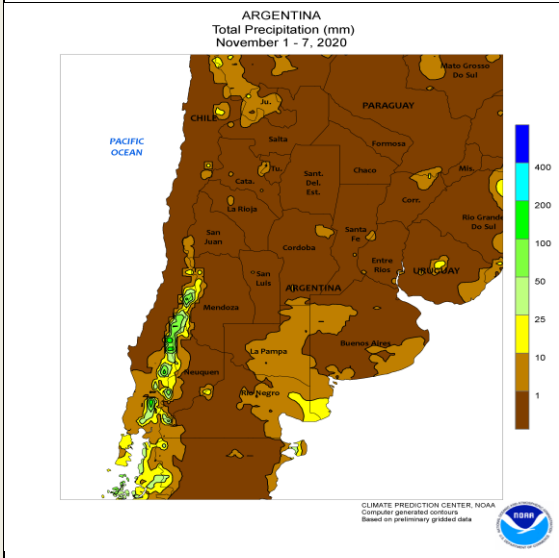 ARGENTINA
Total Precipitation (mm)
November 1 - 7, 2020
Mato Grosso
Do Sul
Ju.
PARAGUAY
CHILE
PACIFIC
OCEAN
Salta
Formosa
Tu.
Chaco
Mis.
Cata.
Sant.
Del.
Est.
Corr.
La Rioja
Rio Grande
Do Sul
San
Juan
Santa
Fe
Cordoba
Entre
Rios
URUGUAY
San
Luis
ARGENTINA
Mendoza
Buenos Aires
La Pampa
Neuquen
Rio Negro
400
200
100
50
25
10
1
CLIMATE PREDICTION CENTER, NOAA
Computer generated contours
Based on preliminary gridded data
NOAA